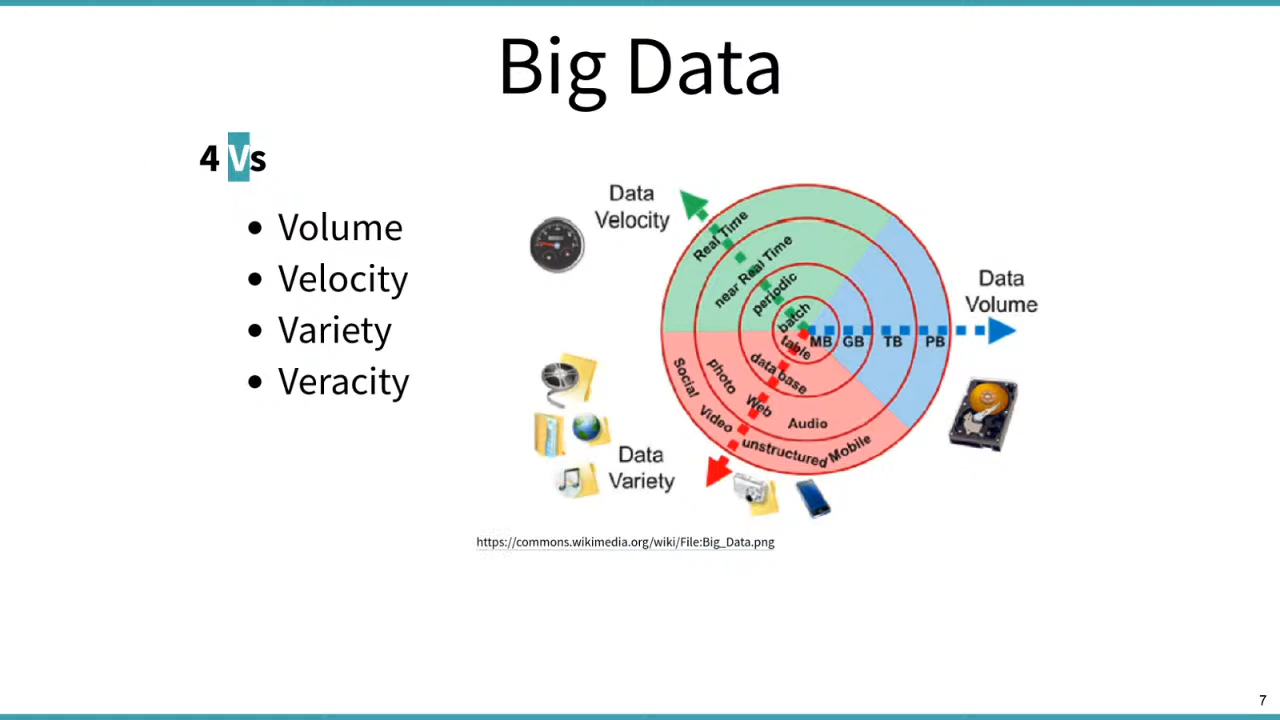 Big Data
4 Vs
Volume
Velocity
Variety
Veracity
Data
Velocity
Real Time
near Real Time
periodic
batch
Data
Volume
MB GB TB PB
table
data base
photo
Social
Web
Video
Audio
unstructured
Mobile
Data
Variety
https://commons.wikimedia.org/wiki/File:Big_Data.png
7